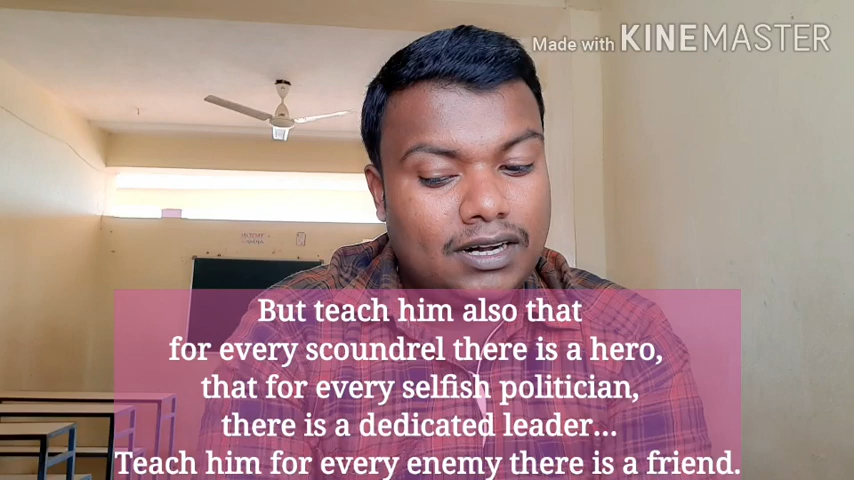 Made with KINEMASTER
But teach him also that
for every scoundrel there is a hero,
that for every selfish politician,
there is a dedicated leader...
Teach him for every enemy there is a friend.